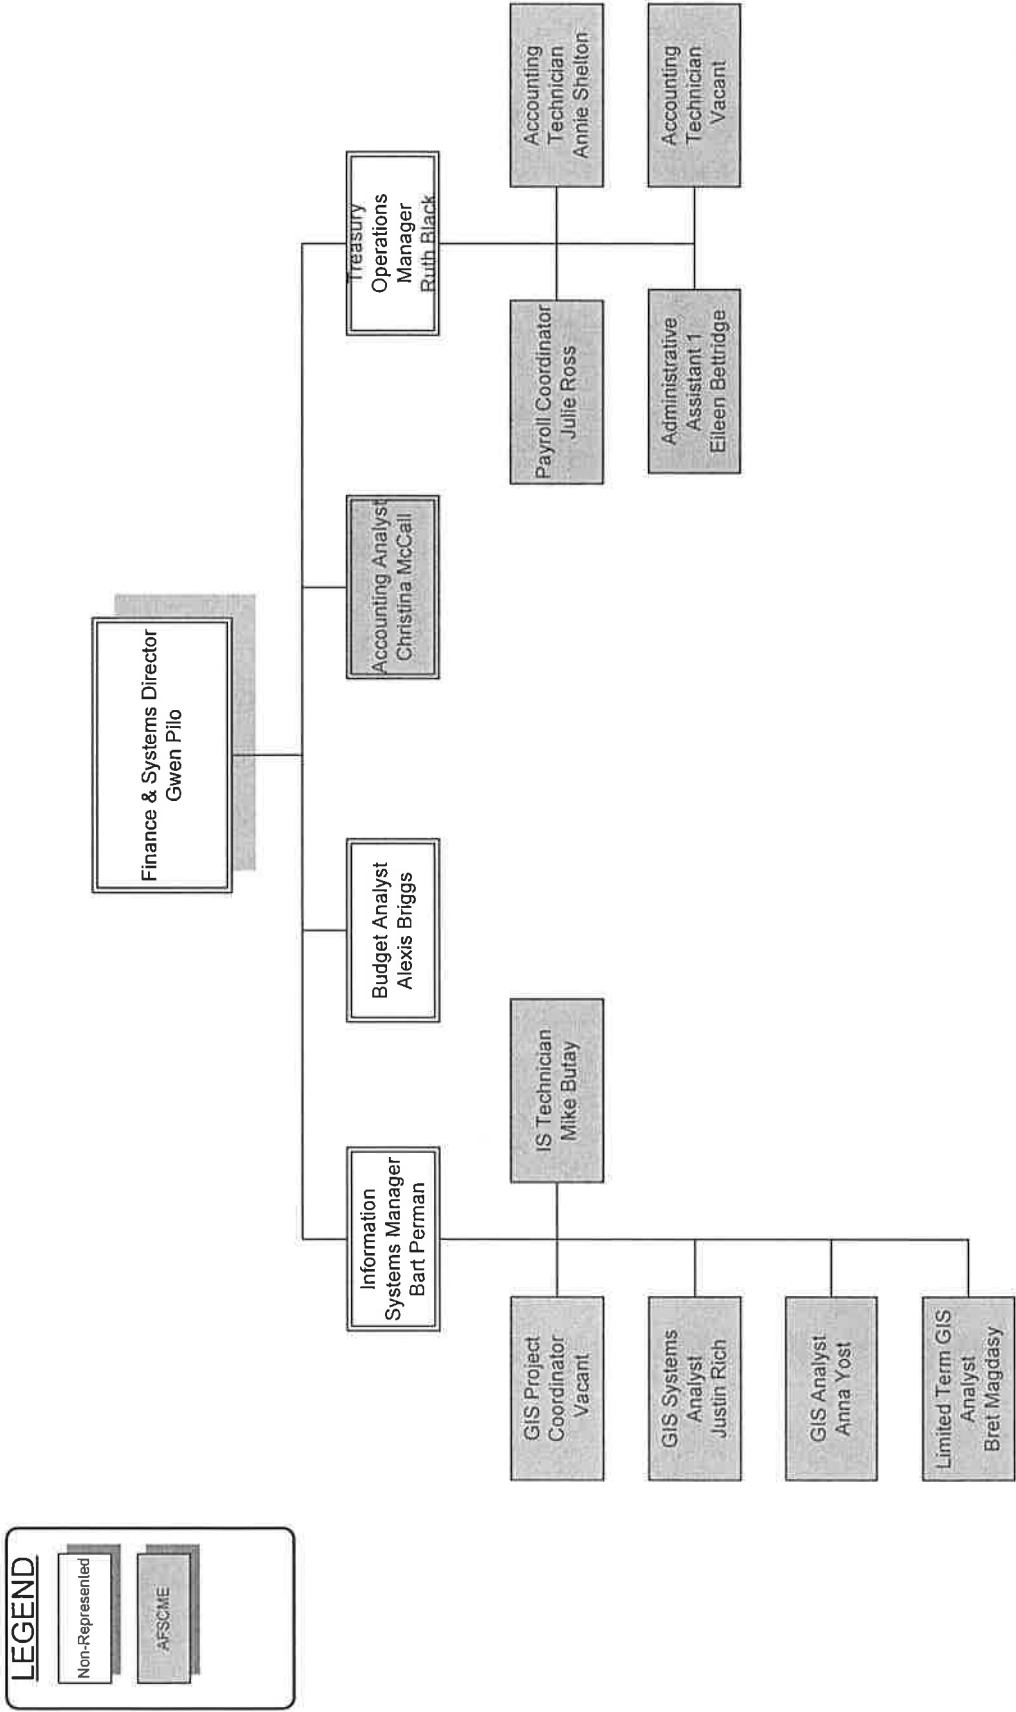 LEGEND
Non-Represented
AFSCME
Finance & Systems Director
Gwen Pilo
Information
Systems Manager
Bart Perman
Budget Analyst
Alexis Briggs
Accounting Analyst
Christina McCall
Treasury
Operations
Manager
Ruth Black
GIS Project
Coordinator
Vacant
IS Technician
Mike Butay
GIS Systems
Analyst
Justin Rich
GIS Analyst
Anna Yost
Limited Term GIS
Analyst
Bret Magdasy
Payroll Coordinator
Julie Ross
Accounting
Technician
Annie Shelton
Administrative
Assistant 1
Eileen Bettridge
Accounting
Technician
Vacant